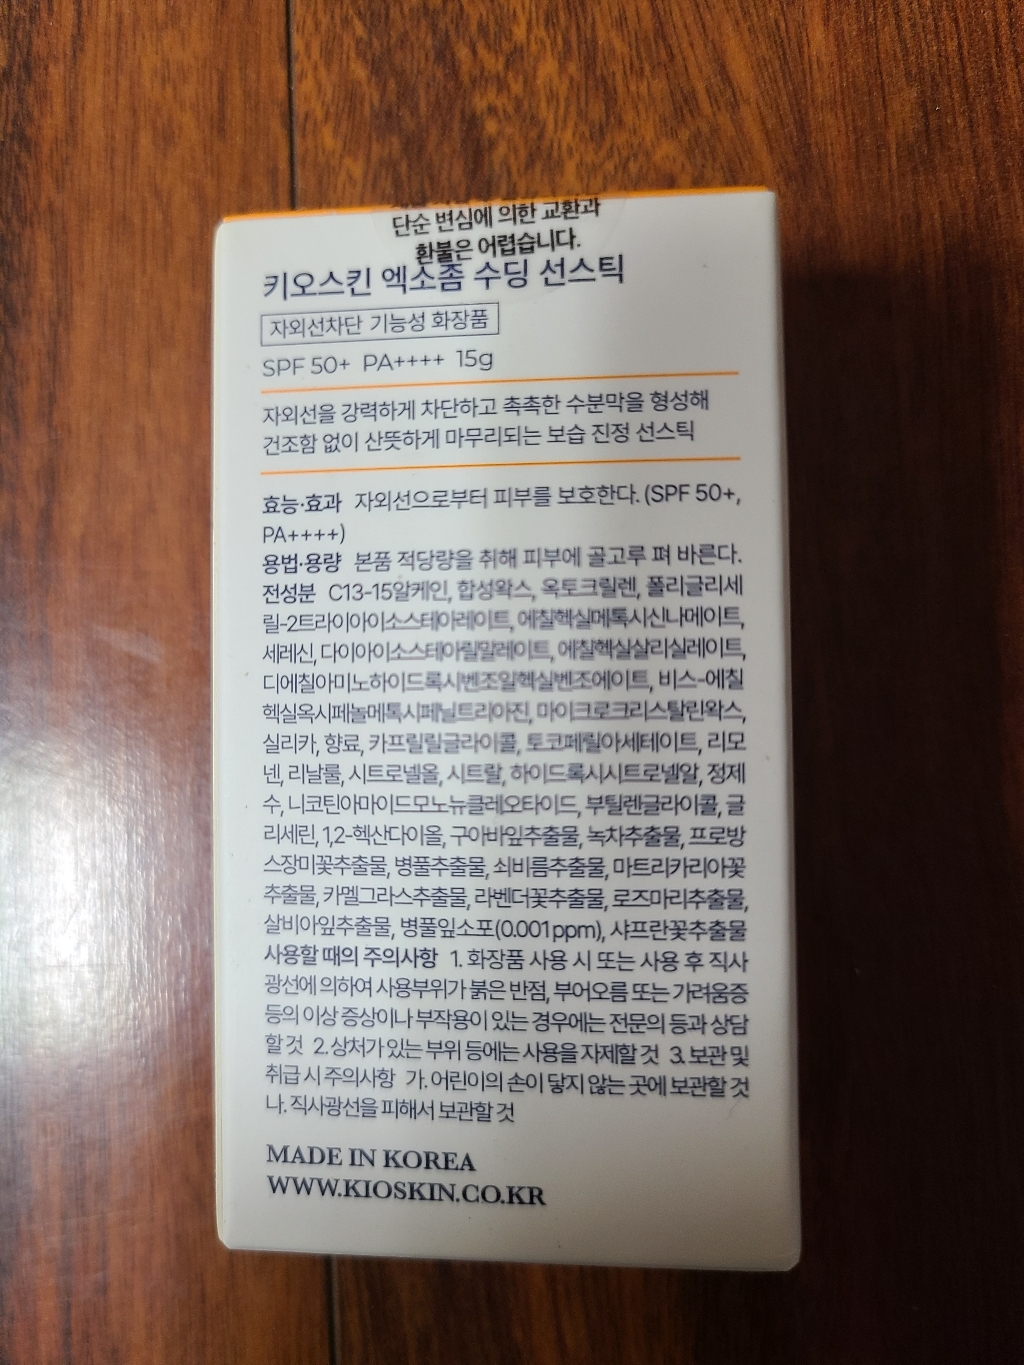 단순 변심에 의한 교환과
환불은 어렵습니다.
키오스킨 엑소좀 수딩 선스틱
자외선차단 기능성 화장품
SPF 50+ PA++++ 15g
자외선을 강력하게 차단하고 촉촉한 수분막을 형성해
건조함 없이 산뜻하게 마무리되는 보습 진정 선스틱
효능·효과 자외선으로부터 피부를 보호한다. (SPF 50+,
PA++++)
용법·용량 본품 적당량을 취해 피부에 골고루 펴 바른다.
전성분 C13-15알케인, 합성왁스, 옥토크릴렌, 폴리글리세
릴-2트라이아이소스테아레이트, 에칠헥실메톡시신나메이트,
세레신, 다이아이소스테아릴말레이트, 에칠헥실살리실레이트,
디에칠아미노하이드록시벤조일헥실벤조에이트, 비스-에칠
헥실옥시페놀메톡시페닐트리아진, 마이크로크리스탈린왁스,
실리카, 향료, 카프릴릴글라이콜, 토코페릴아세테이트, 리모
넨, 리날룰, 시트로넬올, 시트랄, 하이드록시시트로넬알, 정제
수, 니코틴아마이드모노뉴클레오타이드, 부틸렌글라이콜, 글
리세린, 1,2-헥산다이올, 구아바잎추출물, 녹차추출물, 프로방
스장미꽃추출물, 병풀추출물, 쇠비름추출물, 마트리카리아꽃
추출물, 카멜그라스추출물, 라벤더꽃추출물, 로즈마리추출물,
살비아잎추출물, 병풀잎소포(0.001ppm), 샤프란꽃추출물
사용할 때의 주의사항 1. 화장품 사용 시 또는 사용 후 직사
광선에 의하여 사용부위가 붉은 반점, 부어오름 또는 가려움증
등의 이상 증상이나 부작용이 있는 경우에는 전문의 등과 상담
할 것 2. 상처가 있는 부위 등에는 사용을 자제할 것 3. 보관 및
취급 시 주의사항 가. 어린이의 손이 닿지 않는 곳에 보관할 것
나. 직사광선을 피해서 보관할 것
MADE IN KOREA
WWW.KIOSKIN.CO.KR